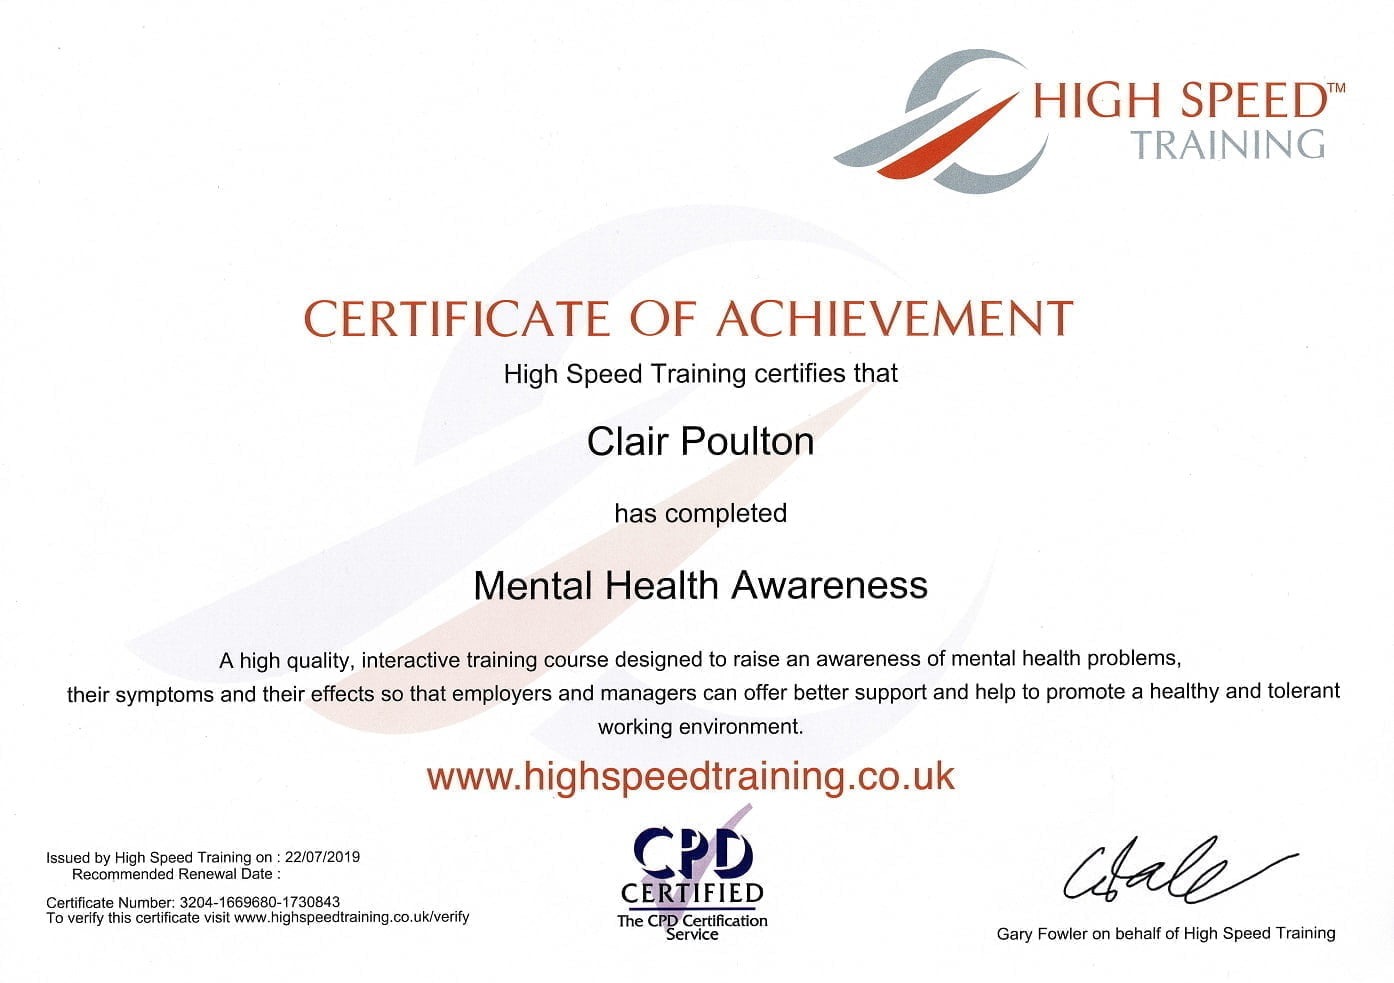 HIGH SPEED™
TRAINING
CERTIFICATE OF ACHIEVEMENT
High Speed Training certifies that
Clair Poulton
has completed
Mental Health Awareness
A high quality, interactive training course designed to raise an awareness of mental health problems,
their symptoms and their effects so that employers and managers can offer better support and help to promote a healthy and tolerant
working environment.
www.highspeedtraining.co.uk
Issued by High Speed Training on : 22/07/2019
Recommended Renewal Date :
Certificate Number: 3204-1669680-1730843
To verify this certificate visit www.highspeedtraining.co.uk/verify
CPD
CERTIFIED
The CPD Certification
Service
Gary Fowler on behalf of High Speed Training